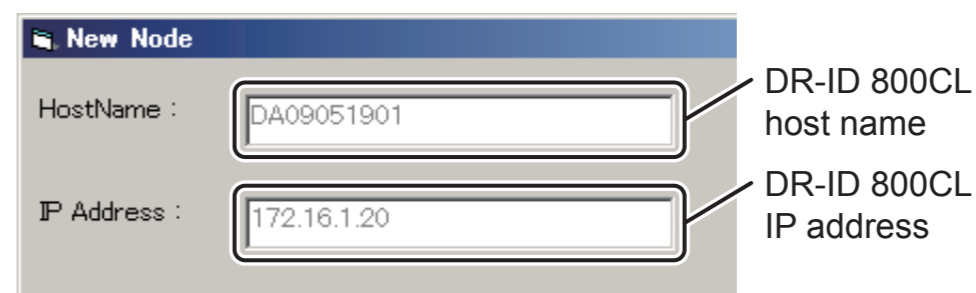 New Node
HostName :
DA09051901
DR-ID 800CL
host name
IP Address :
172.16.1.20
DR-ID 800CL
IP address